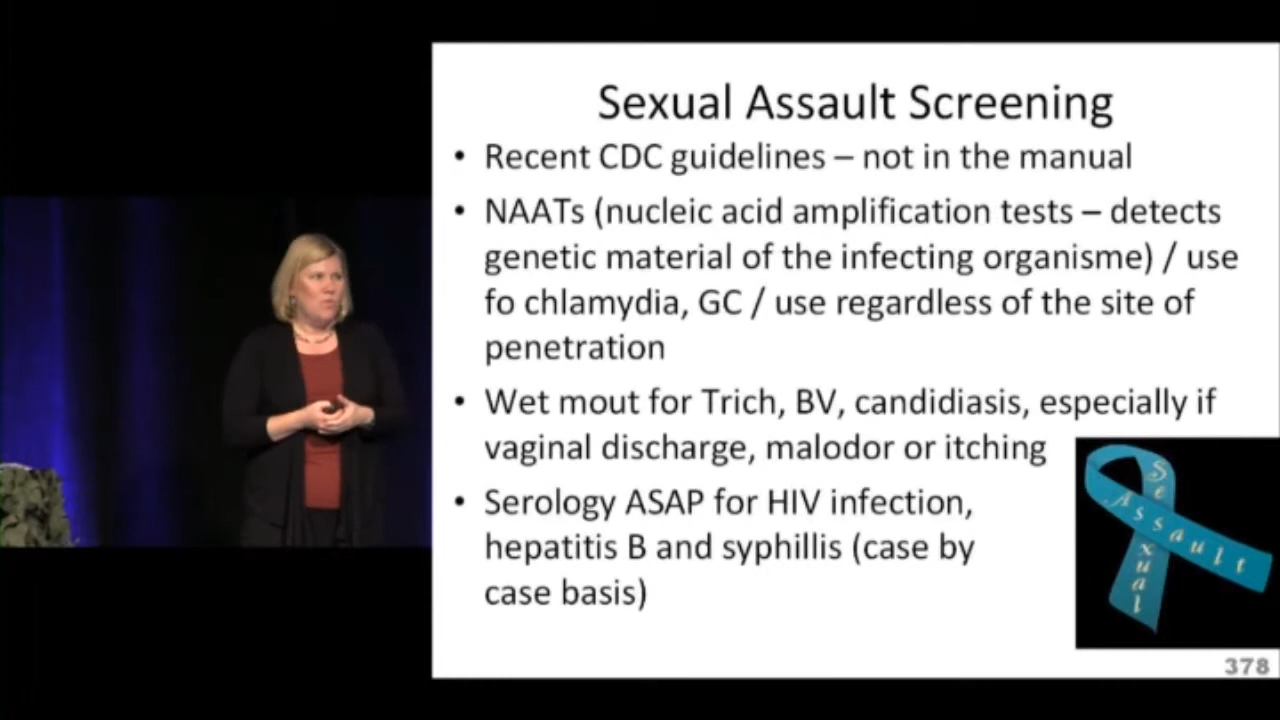 Sexual Assault Screening
• Recent CDC guidelines – not in the manual
• NAATs (nucleic acid amplification tests – detects
genetic material of the infecting organisme) / use
fo chlamydia, GC / use regardless of the site of
penetration
• Wet mout for Trich, BV, candidiasis, especially if
vaginal discharge, malodor or itching
• Serology ASAP for HIV infection,
hepatitis B and syphillis (case by
case basis)
Sexual
Assault
378